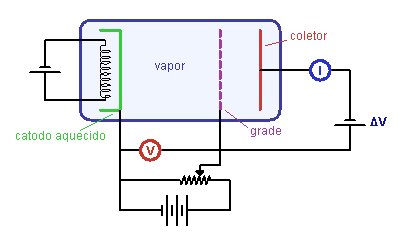 coletor
vapor
I
ΔV
catodo aquecido
grade
V